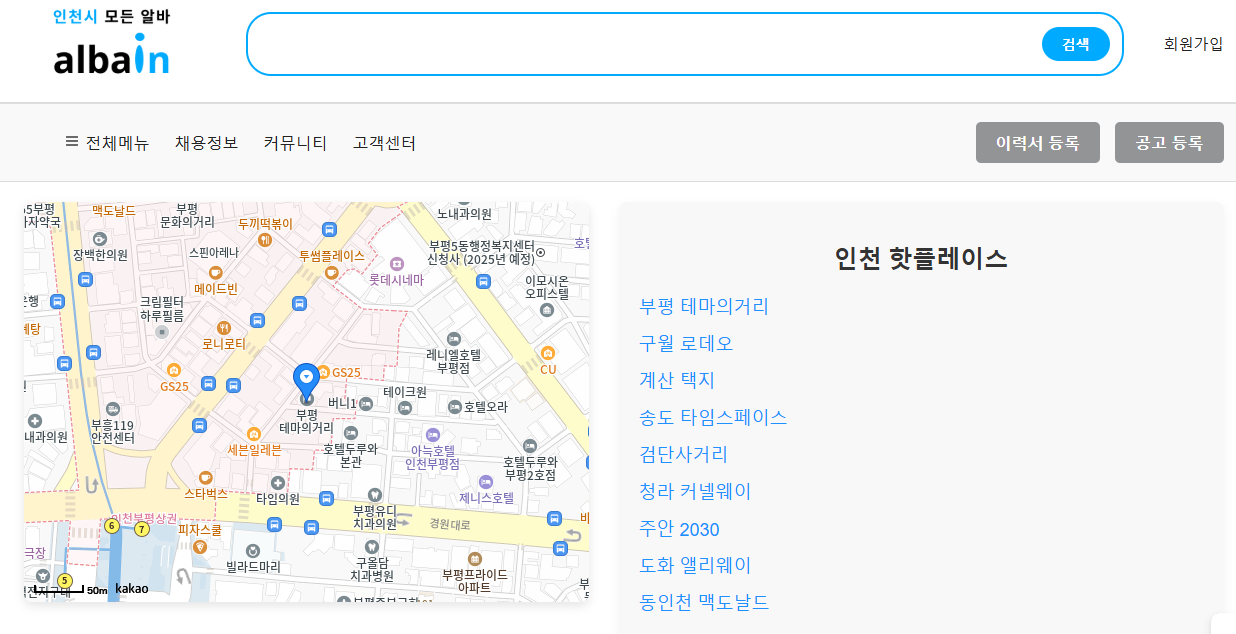 인천시 모든 알바
albain
검색
회원가입
전체메뉴 채용정보 커뮤니티 고객센터
이력서 등록 공고 등록
맥도날드
부평
문화의거리
두끼떡볶이
노내과의원
장백한의원
스핀아레나
투썸플레이스
부평5동행정복지센터
신청사 (2025년 예정)
롯데시네마
이모시온
오피스텔
메이드빈
크림필터
하루필름
로니로티
레니엘호텔
부평점
GS25
GS25
CU
테이크원
버니1
호텔오라
부평
테마의거리
부흥119
안전센터
내과의원
세븐일레븐
호텔두루와
본관
아늑호텔
인천부평점
호텔두루와
부평2호점
스타벅스
타임의원
제니스호텔
부평유디
치과의원
경원대로
인천부평상권
6
7
피자스쿨
극장
빌라드마리
구올담
치과병원
부평프라이드
아파트
5
50m
kakao
인천 핫플레이스
부평 테마의거리
구월 로데오
계산 택지
송도 타임스페이스
검단사거리
청라 커넬웨이
주안 2030
도화 앨리웨이
동인천 맥도날드